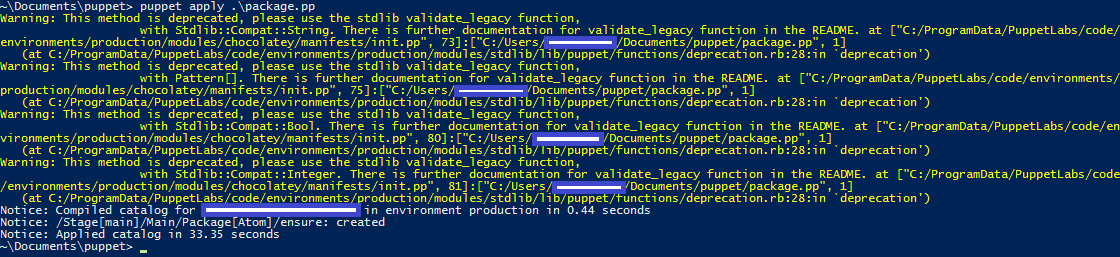 ~\Documents\puppet> puppet apply .\package.pp
Warning: This method is deprecated, please use the stdlib validate_legacy function,
with Stdlib::Compat::String. There is further documentation for validate_legacy function in the README. at ["C:/ProgramData/PuppetLabs/code/
environments/production/modules/chocolatey/manifests/init.pp", 73]:["C:/Users/ /Documents/puppet/package.pp", 1]
(at C:/ProgramData/PuppetLabs/code/environments/production/modules/stdlib/lib/puppet/functions/deprecation.rb:28:in `deprecation')
Warning: This method is deprecated, please use the stdlib validate_legacy function,
with Pattern[]. There is further documentation for validate_legacy function in the README. at ["C:/ProgramData/PuppetLabs/code/environments/
production/modules/chocolatey/manifests/init.pp", 75]:["C:/Users/ /Documents/puppet/package.pp", 1]
(at C:/ProgramData/PuppetLabs/code/environments/production/modules/stdlib/lib/puppet/functions/deprecation.rb:28:in `deprecation')
Warning: This method is deprecated, please use the stdlib validate_legacy function,
with Stdlib::Compat::Bool. There is further documentation for validate_legacy function in the README. at ["C:/ProgramData/PuppetLabs/code/en
vironments/production/modules/chocolatey/manifests/init.pp", 80]:["C:/Users/ /Documents/puppet/package.pp", 1]
(at C:/ProgramData/PuppetLabs/code/environments/production/modules/stdlib/lib/puppet/functions/deprecation.rb:28:in `deprecation')
Warning: This method is deprecated, please use the stdlib validate_legacy function,
with Stdlib::Compat::Integer. There is further documentation for validate_legacy function in the README. at ["C:/ProgramData/PuppetLabs/code
/environments/production/modules/chocolatey/manifests/init.pp", 81]:["C:/Users/ /Documents/puppet/package.pp", 1]
(at C:/ProgramData/PuppetLabs/code/environments/production/modules/stdlib/lib/puppet/functions/deprecation.rb:28:in `deprecation')
Notice: Compiled catalog for in environment production in 0.44 seconds
Notice: /Stage[main]/Main/Package[Atom]/ensure: created
Notice: Applied catalog in 33.35 seconds
~\Documents\puppet> _